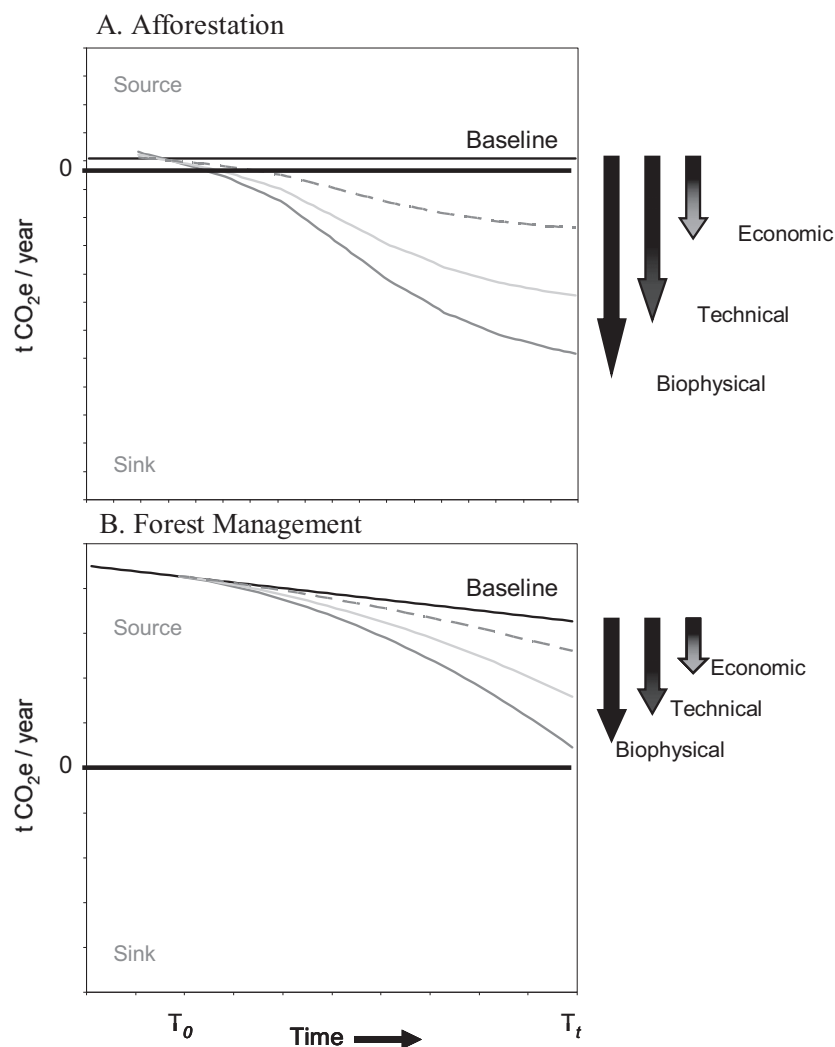 A. Afforestation
Source
Baseline
0
Economic
t CO₂e / year
Technical
Biophysical
Sink
B. Forest Management
Baseline
Source
Economic
Technical
Biophysical
0
t CO₂e / year
Sink
T₀
Time
Tₜ